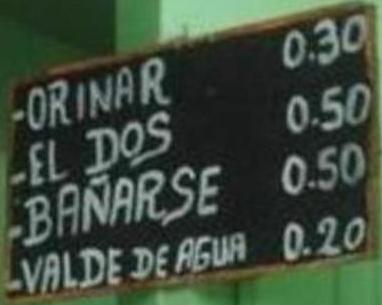 -ORINAR 0.30
-EL DOS 0.50
-BAÑARSE 0.50
-VALDE DE AGUA 0.20